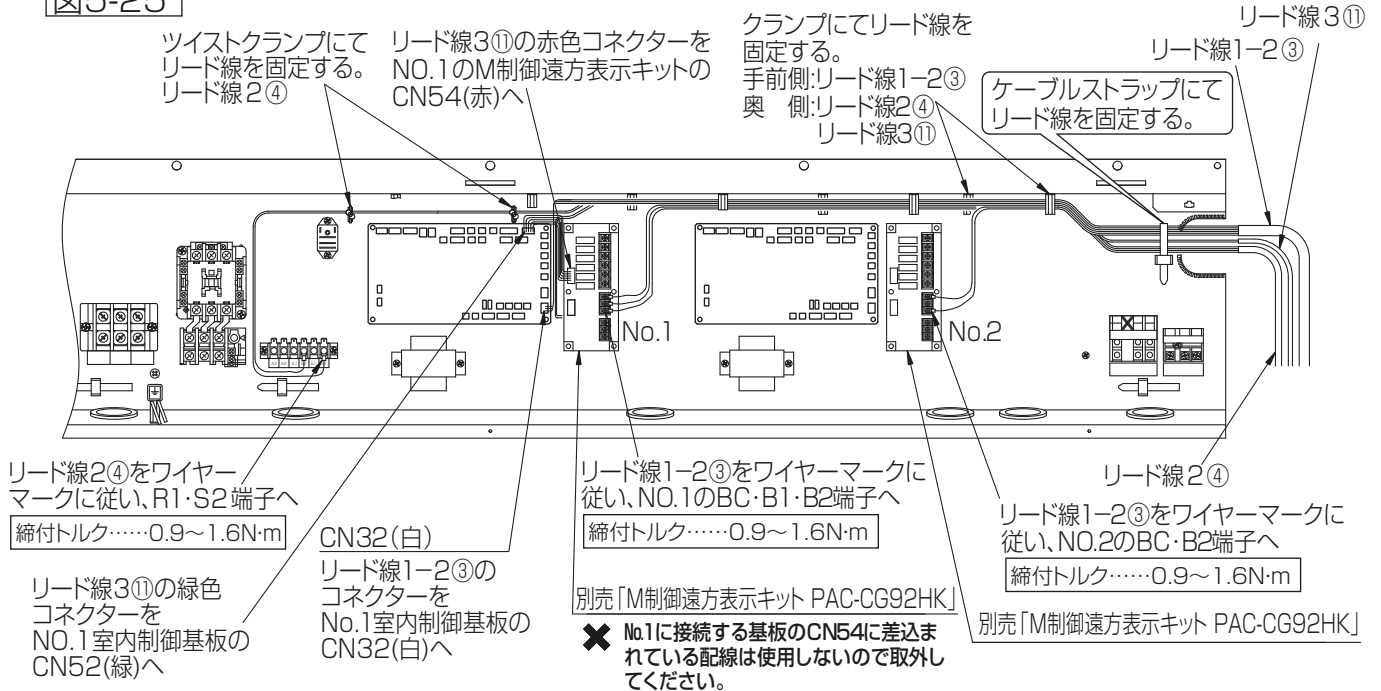 図5-25
ツイストクランプにて
リード線を固定する。
リード線2④
リード線3⑪の赤色コネクターを
NO.1のM制御遠方表示キットの
CN54(赤)へ
クランプにてリード線を
固定する。
手前側:リード線1−2③
奥　側:リード線2④
リード線3⑪
リード線3⑪
リード線1−2③
ケーブルストラップにて
リード線を固定する。
No.1
No.2
リード線2④をワイヤー
マークに従い、R1・S2端子へ
締付トルク……0.9〜1.6N·m
リード線3⑪の緑色
コネクターを
NO.1室内制御基板の
CN52(緑)へ
CN32(白)
リード線1−2③の
コネクターを
No.1室内制御基板の
CN32(白)へ
リード線1−2③をワイヤーマークに
従い、NO.1のBC・B1・B2端子へ
締付トルク……0.9〜1.6N·m
別売「M制御遠方表示キット PAC-CG92HK」
✖ No.1に接続する基板のCN54に差込ま
れている配線は使用しないので取外し
てください。
リード線2④
リード線1−2③をワイヤーマークに
従い、NO.2のBC・B2端子へ
締付トルク……0.9〜1.6N·m
別売「M制御遠方表示キット PAC-CG92HK」